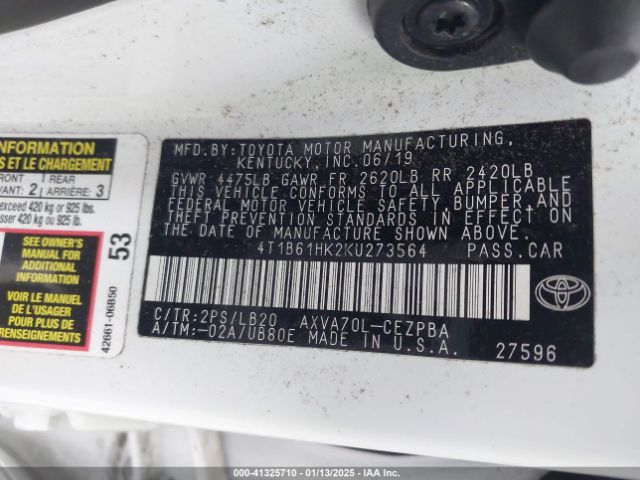 INFORMATION
S ET LE CHARGEMENT
FRONT 1 REAR
VANT: 2 ARRIÈRE: 3
exceed 420 kg or 925 lbs.
sser 420 kg ou 925 lb.
SEE OWNER'S
MANUAL FOR
ADDITIONAL
INFORMATION
VOIR LE MANUEL
DE L'USAGER
POUR PLUS DE
RENSEIGNEMENTS
53
42661-06B50
MFD.BY:TOYOTA MOTOR MANUFACTURING,
KENTUCKY, INC. 06/19
GVWR 4475LB GAWR FR 2620LB RR 2420LB
THIS VEHICLE CONFORMS TO ALL APPLICABLE
FEDERAL MOTOR VEHICLE SAFETY,BUMPER,AND
THEFT PREVENTION STANDARDS IN EFFECT ON
THE DATE OF MANUFACTURE SHOWN ABOVE.
4T1B61HK2KU273564 PASS.CAR
C/TR:2PS/LB20 AXVA70L-CEZPBA
A/TM:-02A/UB80E MADE IN U.S.A.
27596
TOYOTA
000-41325710 - 01/13/2025 - IAA, Inc.